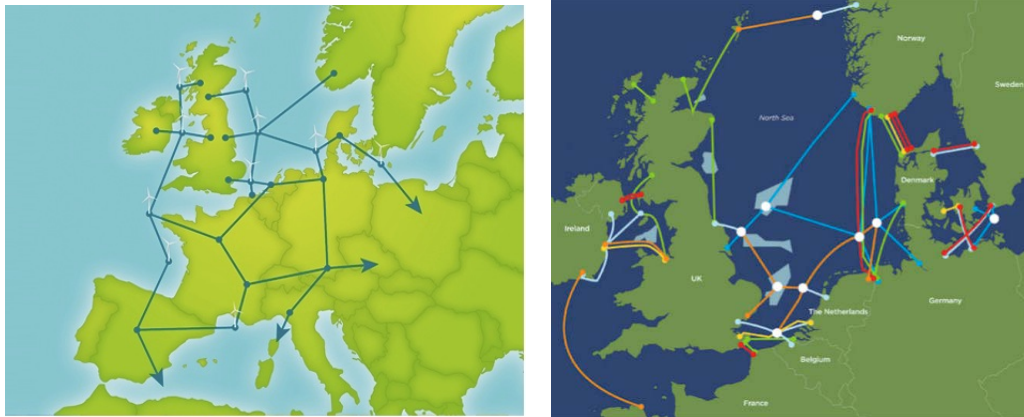 Norway
Sweden
North Sea
Denmark
Ireland
UK
Germany
The Netherlands
Belgium
France